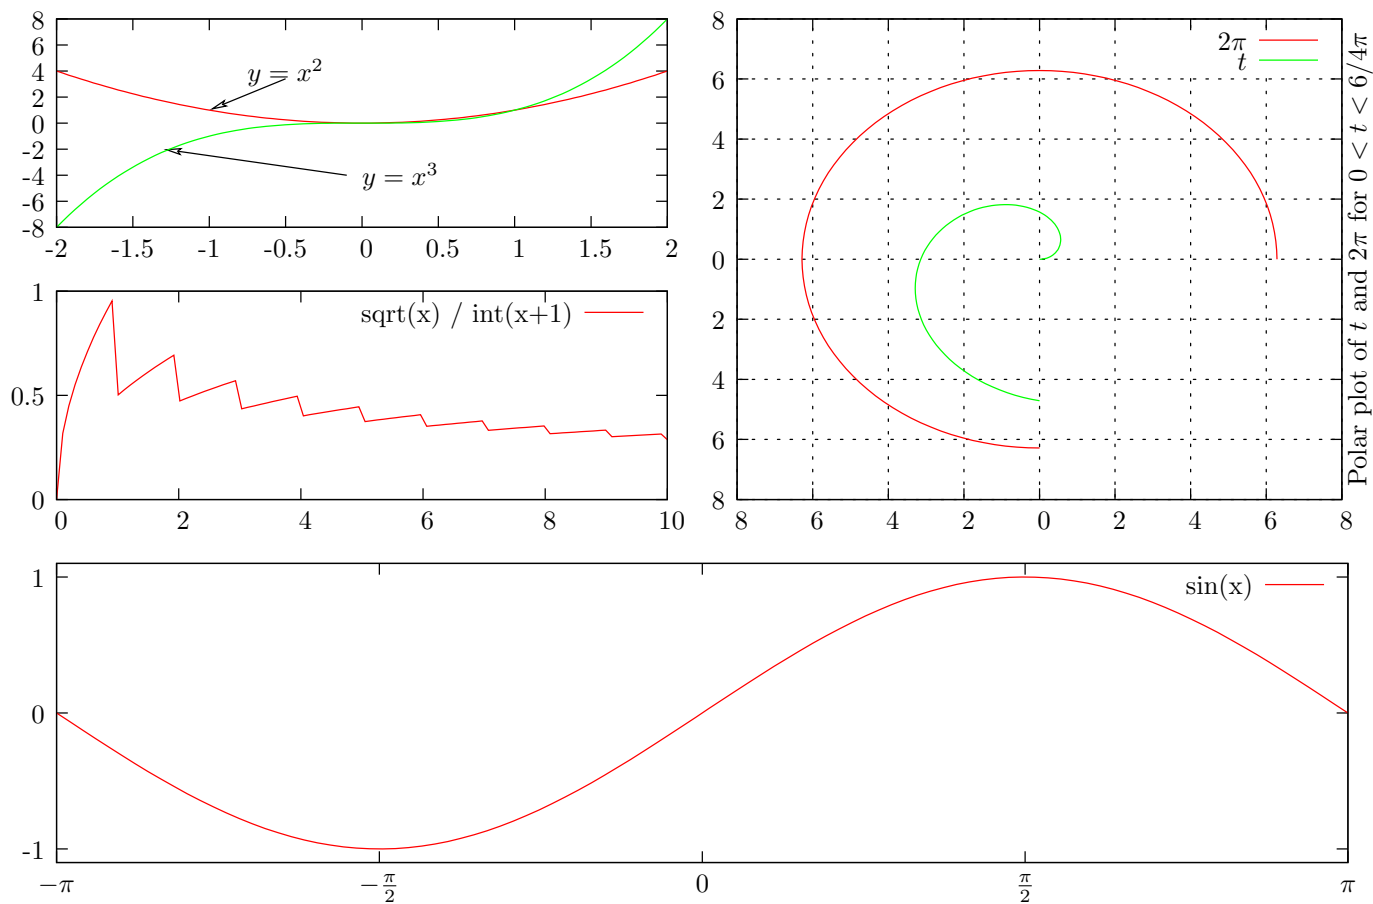 8
6
4
2
0
-2
-4
-6
-8
y = x²
y = x³
-2 -1.5 -1 -0.5 0 0.5 1 1.5 2
1
0.5
0
sqrt(x) / int(x+1)
0 2 4 6 8 10
8
6
4
2
0
2
4
6
8
2π
t
8 6 4 2 0 2 4 6 8
Polar plot of t and 2π for 0 < t < 6/4π
1
0
-1
sin(x)
−π −π/2 0 π/2 π